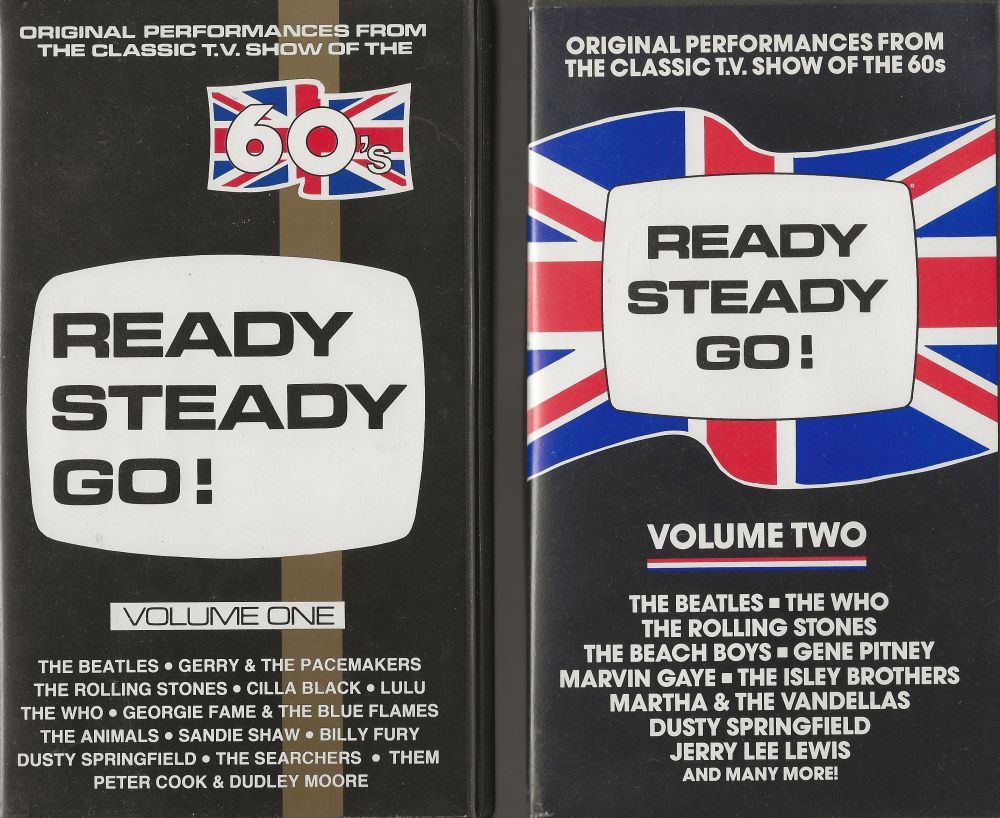 ORIGINAL PERFORMANCES FROM
THE CLASSIC T.V. SHOW OF THE
60's
READY
STEADY
GO!
VOLUME ONE
THE BEATLES • GERRY & THE PACEMAKERS
THE ROLLING STONES • CILLA BLACK • LULU
THE WHO • GEORGIE FAME & THE BLUE FLAMES
THE ANIMALS • SANDIE SHAW • BILLY FURY
DUSTY SPRINGFIELD • THE SEARCHERS • THEM
PETER COOK & DUDLEY MOORE
ORIGINAL PERFORMANCES FROM
THE CLASSIC T.V. SHOW OF THE 60s
READY
STEADY
GO!
VOLUME TWO
THE BEATLES ▪ THE WHO
THE ROLLING STONES
THE BEACH BOYS ▪ GENE PITNEY
MARVIN GAYE ▪ THE ISLEY BROTHERS
MARTHA & THE VANDELLAS
DUSTY SPRINGFIELD
JERRY LEE LEWIS
AND MANY MORE!